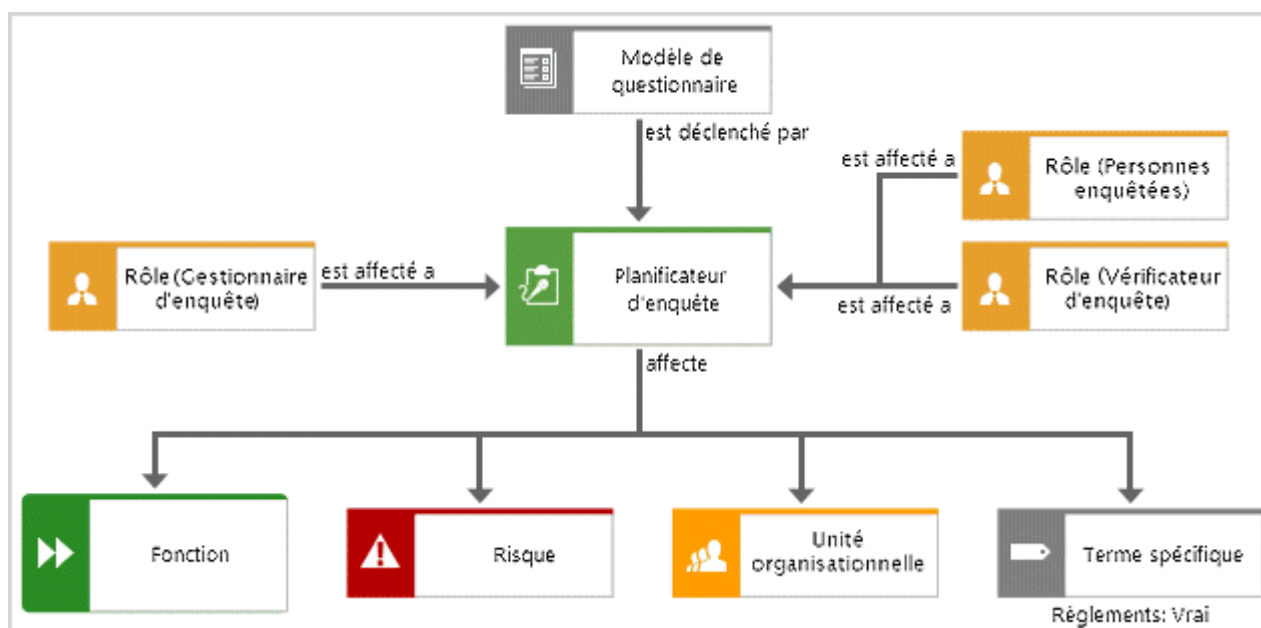 Modèle de
questionnaire
est déclenché par
est affecté a
Rôle (Personnes
enquêtées)
Rôle (Gestionnaire
d'enquête)
est affecté a
Planificateur
d'enquête
est affecté a
Rôle (Vérificateur
d'enquête)
affecte
Fonction
Risque
Unité
organisationnelle
Terme spécifique
Règlements: Vrai